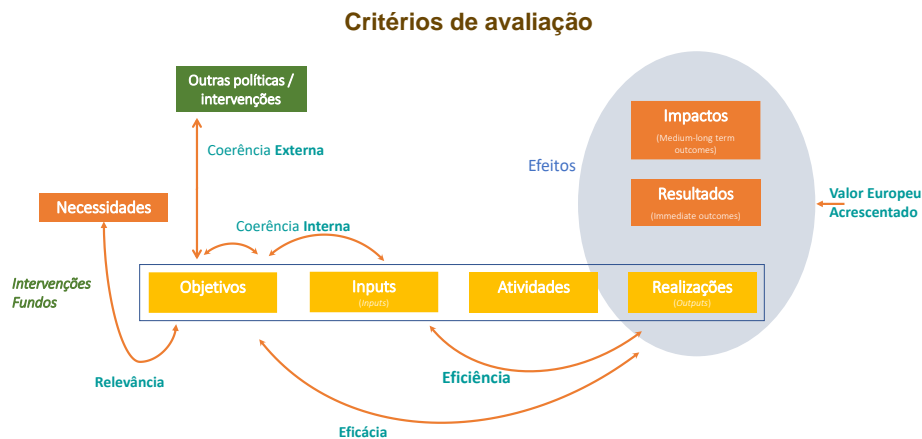 Critérios de avaliação
Outras políticas /
intervenções
Impactos
(Medium-long term
outcomes)
Coerência Externa
Efeitos
Resultados
(Immediate outcomes)
Valor Europeu
Acrescentado
Necessidades
Coerência Interna
Intervenções
Fundos
Objetivos
Inputs
(Inputs)
Atividades
Realizações
(Outputs)
Relevância
Eficiência
Eficácia